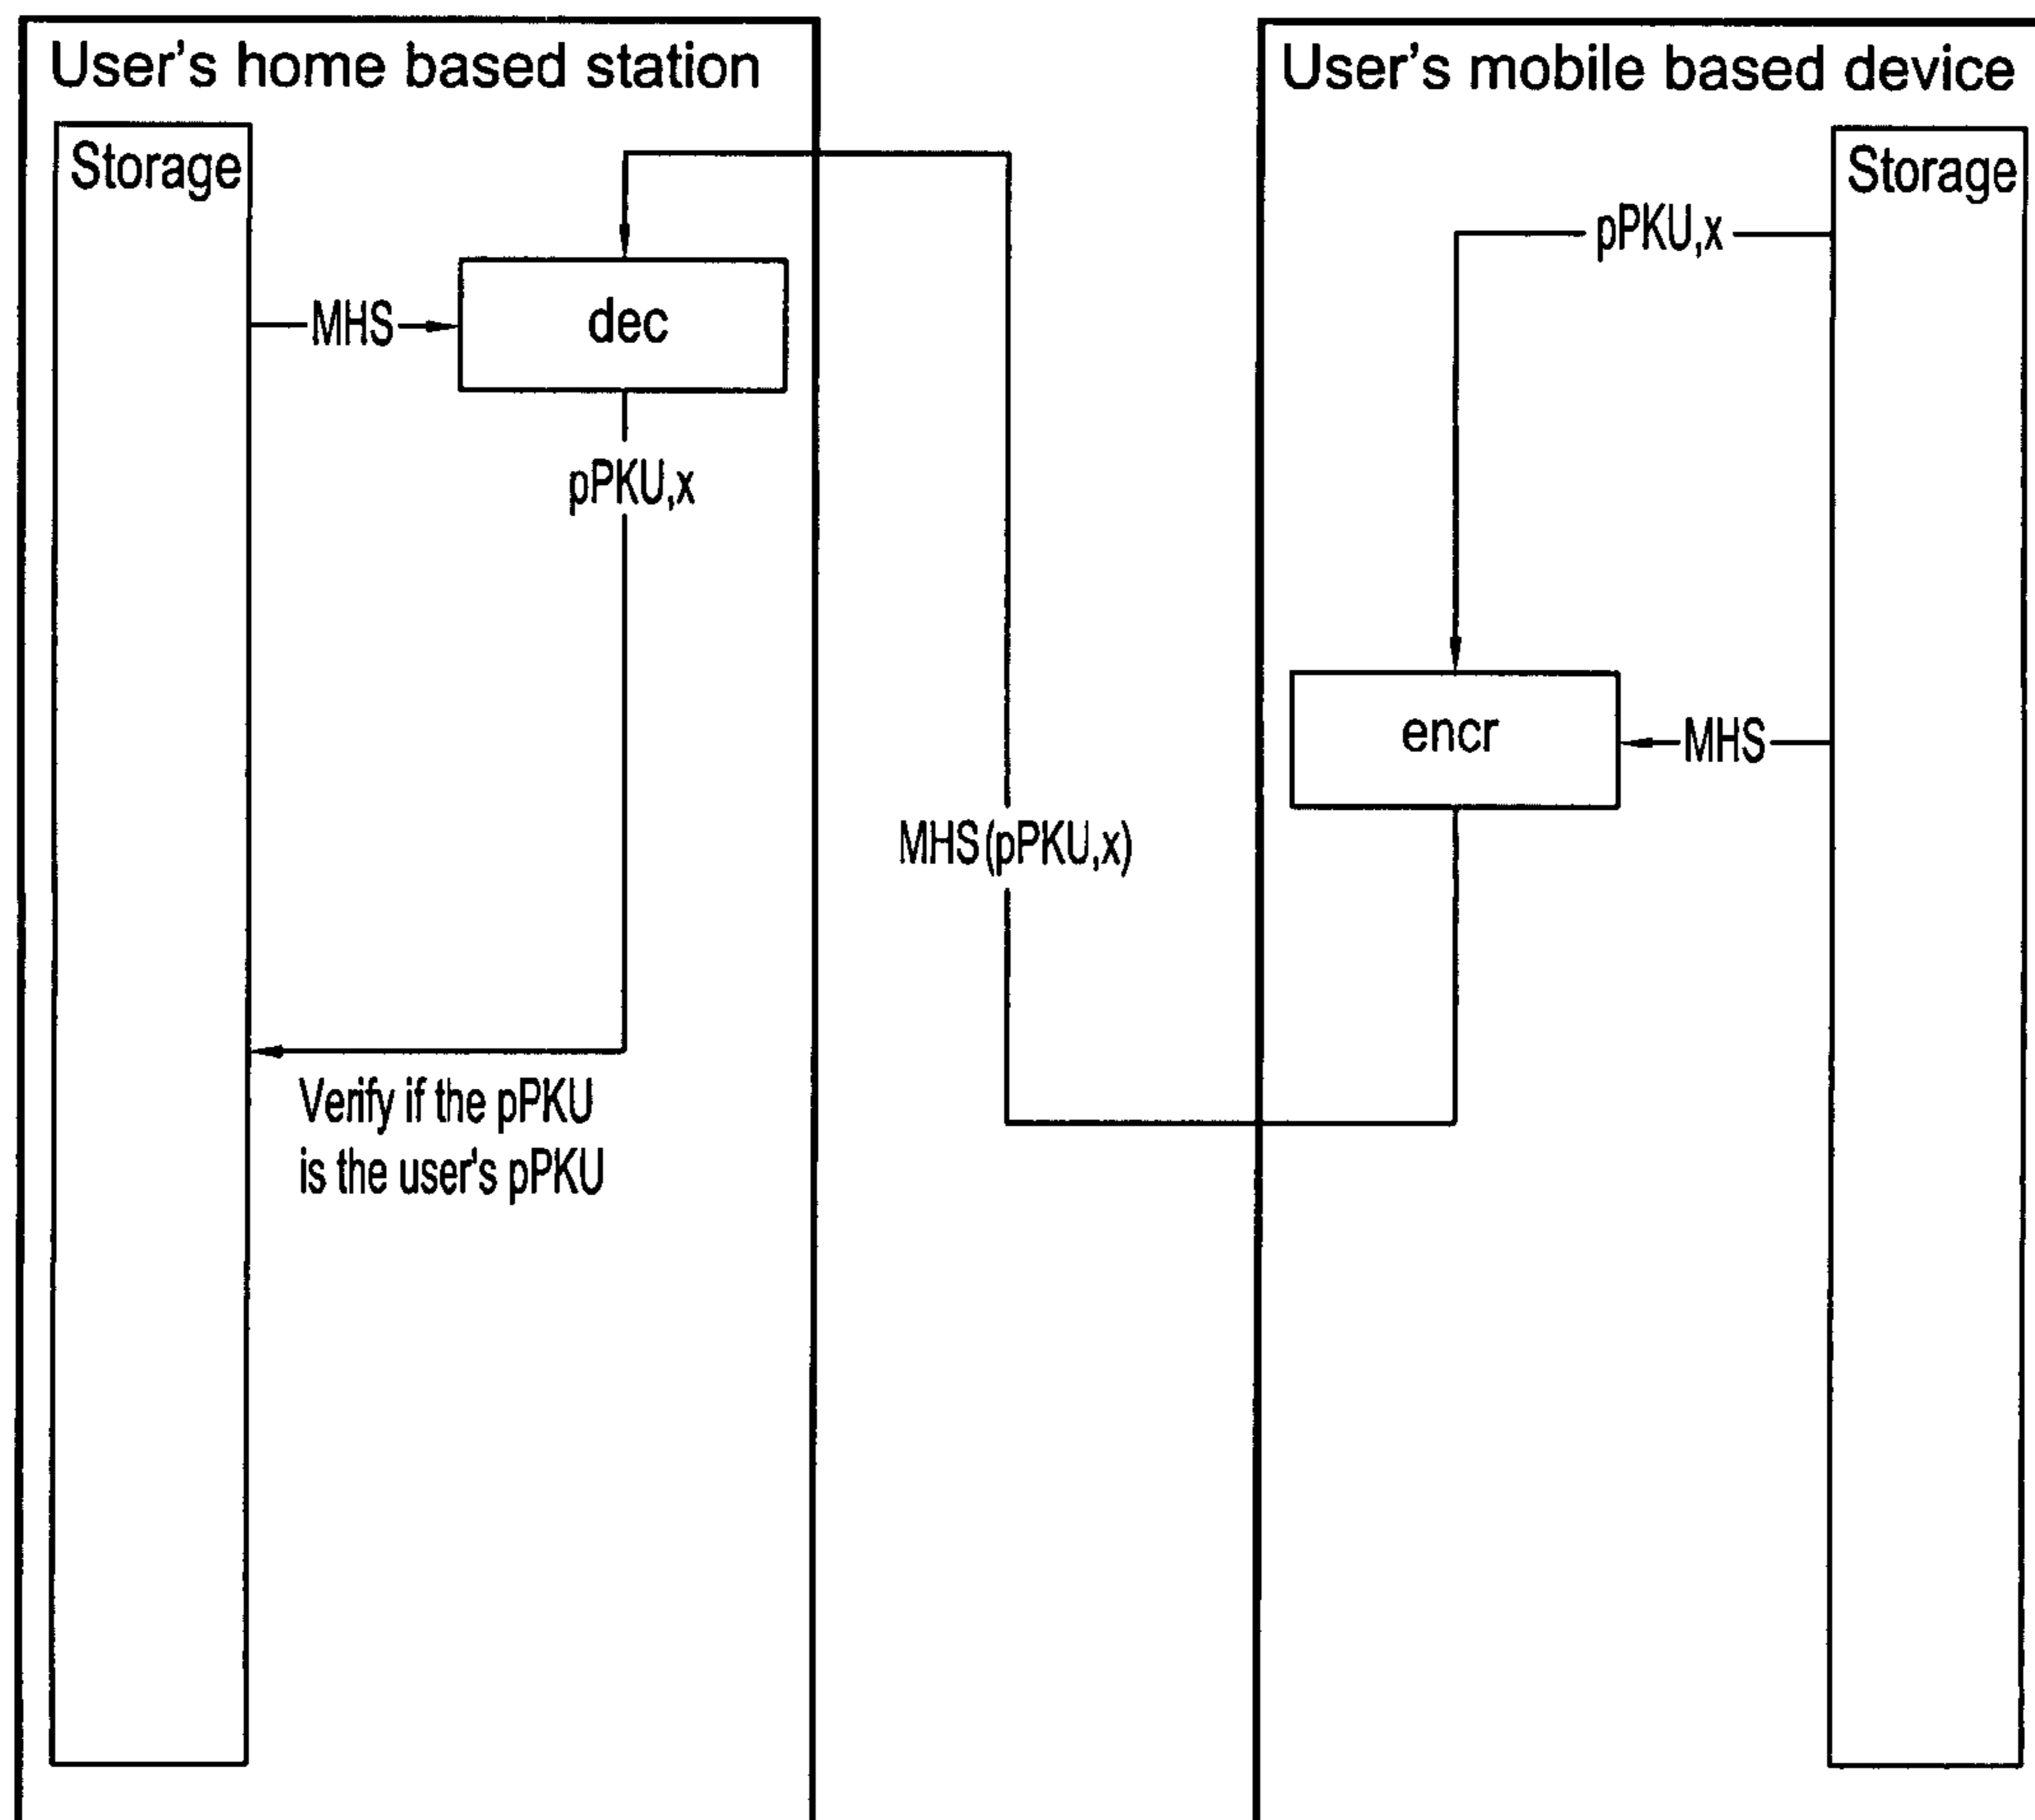 User's home based station
Storage
MHS
dec
pPKU,x
Verify if the pPKU
is the user's pPKU
MHS(pPKU,x)
User's mobile based device
Storage
pPKU,x
encr
MHS